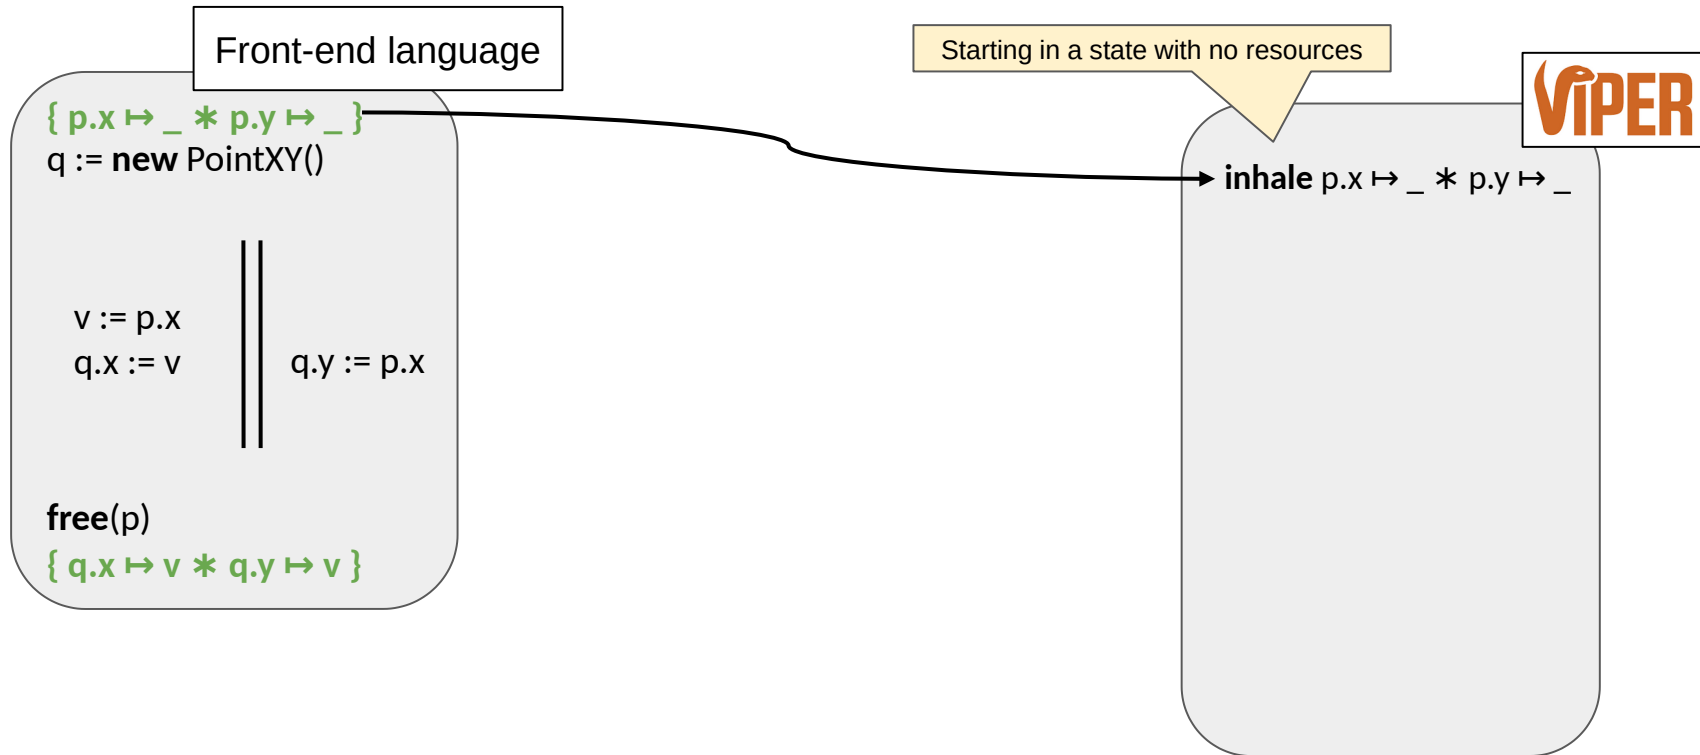 Front-end language
{ p.x ↦ _ ∗ p.y ↦ _ }
q := new PointXY()
v := p.x
q.x := v
q.y := p.x
free(p)
{ q.x ↦ v ∗ q.y ↦ v }
Starting in a state with no resources
VIPER
inhale p.x ↦ _ ∗ p.y ↦ _